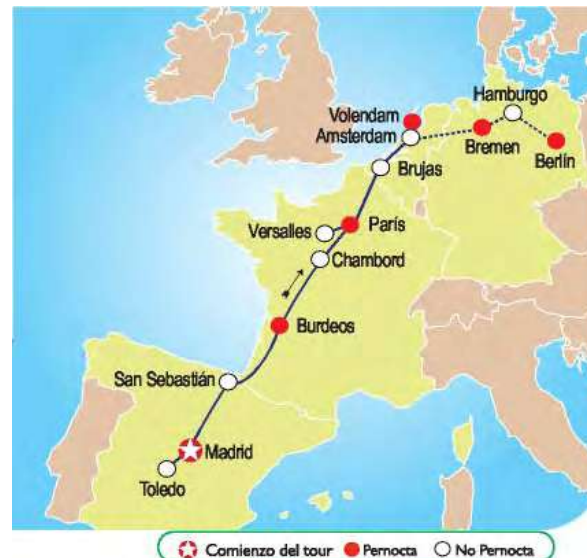 Hamburgo
Volendam
Amsterdam
Bremen
Berlín
Brujas
París
Versalles
Chambord
Burdeos
San Sebastián
Madrid
Toledo
Comienzo del tour Pernocta No Pernocta